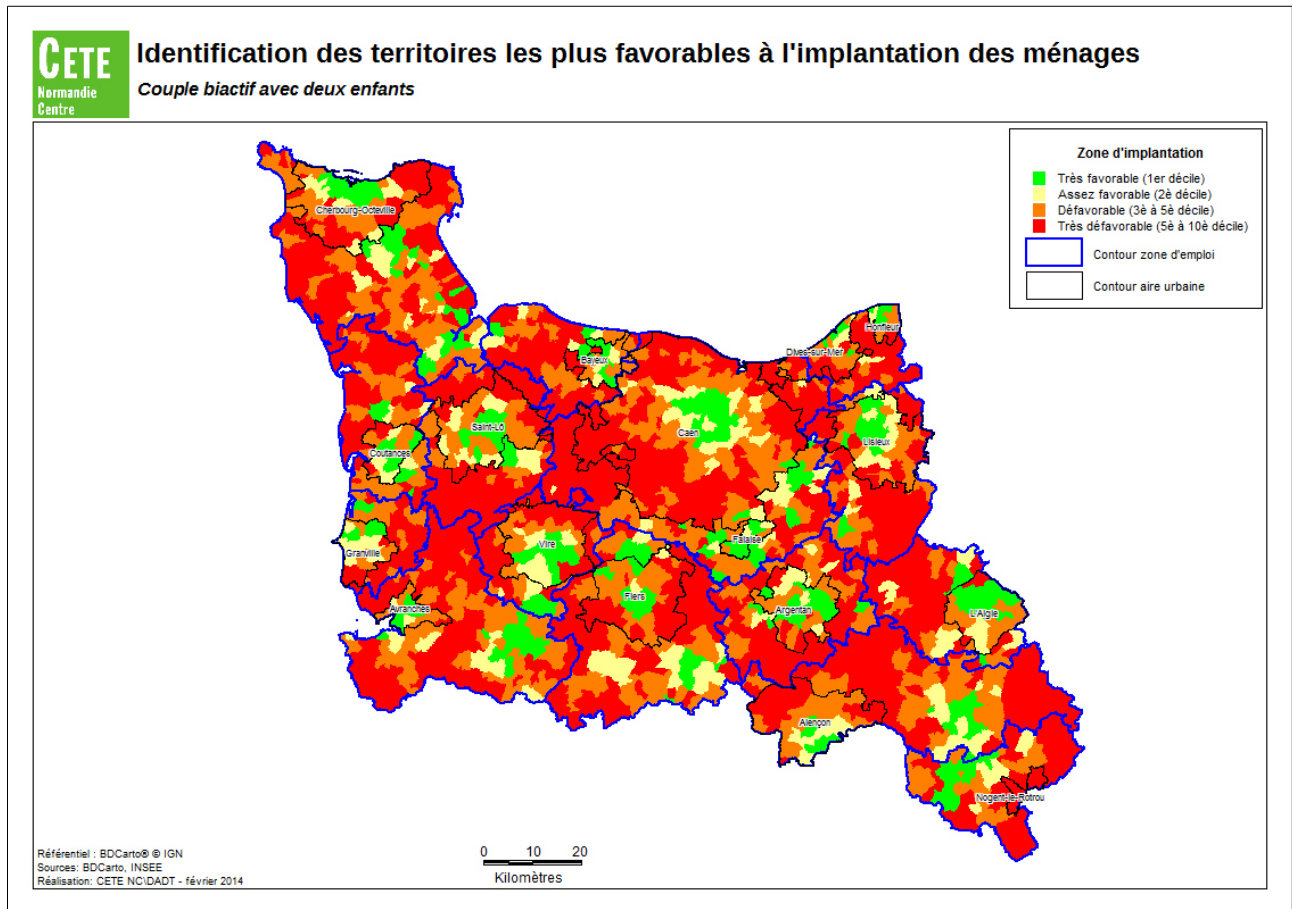 CETE
Normandie
Centre
Identification des territoires les plus favorables à l'implantation des ménages
Couple biactif avec deux enfants
Zone d'implantation
Très favorable (1er décile)
Assez favorable (2è décile)
Défavorable (3è à 5è décile)
Très défavorable (5è à 10è décile)
Contour zone d'emploi
Contour aire urbaine
Cherbourg-Octeville
Honfleur
Dives-sur-Mer
Bayeux
Caen
Saint-Lô
Lisieux
Coutances
Granville
Vire
Falaise
Flers
Argentan
Avranches
L'Aigle
Alençon
Nogent-le-Rotrou
Référentiel : BDCarto® © IGN
Sources: BDCarto, INSEE
Réalisation: CETE NC\DADT - février 2014
0 10 20
Kilomètres